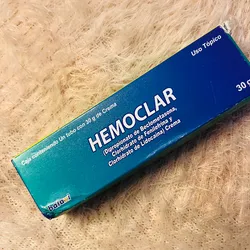 Caja conteniendo Un tubo con 30 g de Crema
Uso Tópico
HEMOCLAR
30
(Dipropionato de Beclometasona,
Clorhidrato de Fenilefrina y
Clorhidrato de Lidocaína) Crema